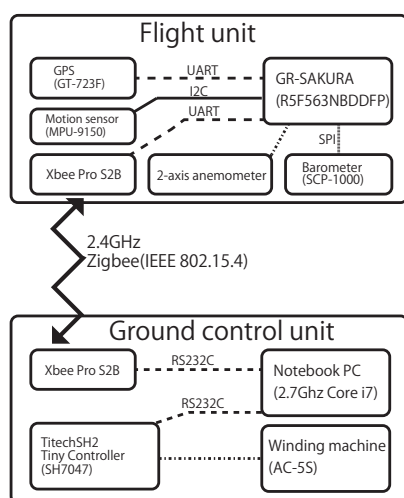 Flight unit
GPS
(GT-723F)
UART
GR-SAKURA
(R5F563NBDDFP)
I2C
Motion sensor
(MPU-9150)
UART
SPI
Xbee Pro S2B
2-axis anemometer
Barometer
(SCP-1000)
2.4GHz
Zigbee(IEEE 802.15.4)
Ground control unit
Xbee Pro S2B
RS232C
Notebook PC
(2.7Ghz Core i7)
RS232C
TitechSH2
Tiny Controller
(SH7047)
Winding machine
(AC-5S)